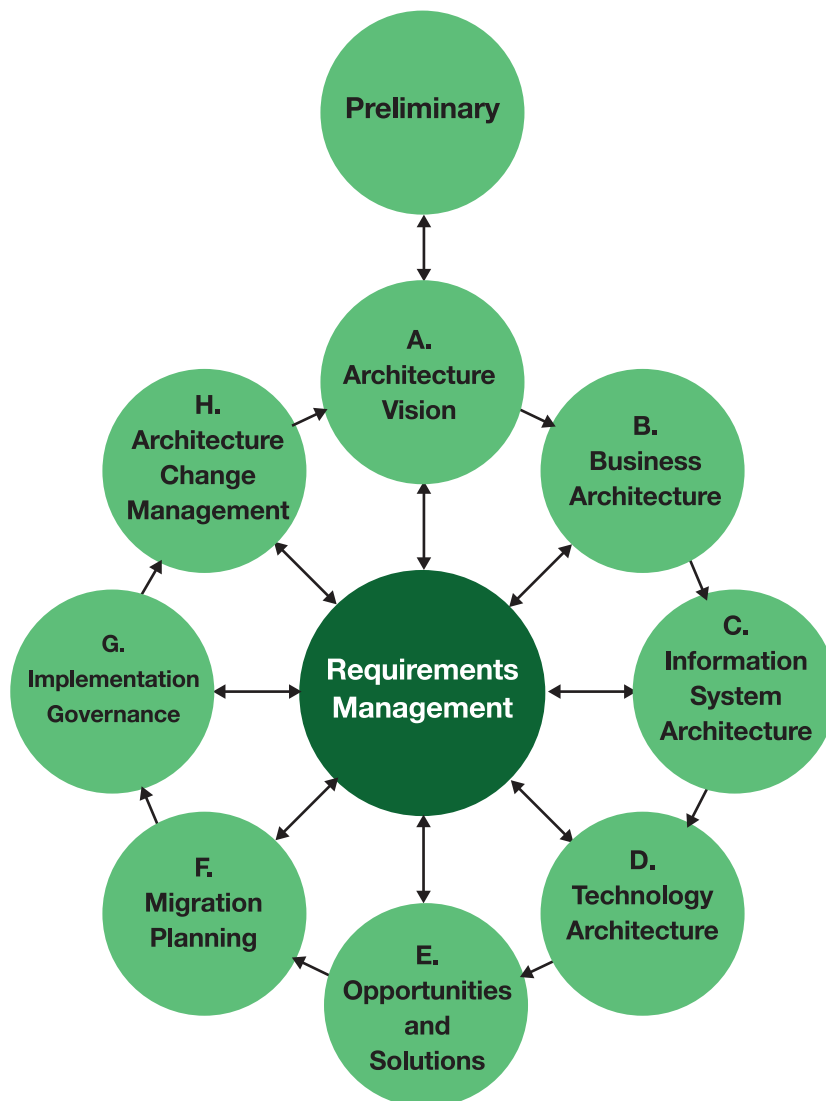 Preliminary
A.
Architecture
Vision
B.
Business
Architecture
C.
Information
System
Architecture
D.
Technology
Architecture
E.
Opportunities
and
Solutions
F.
Migration
Planning
G.
Implementation
Governance
H.
Architecture
Change
Management
Requirements
Management